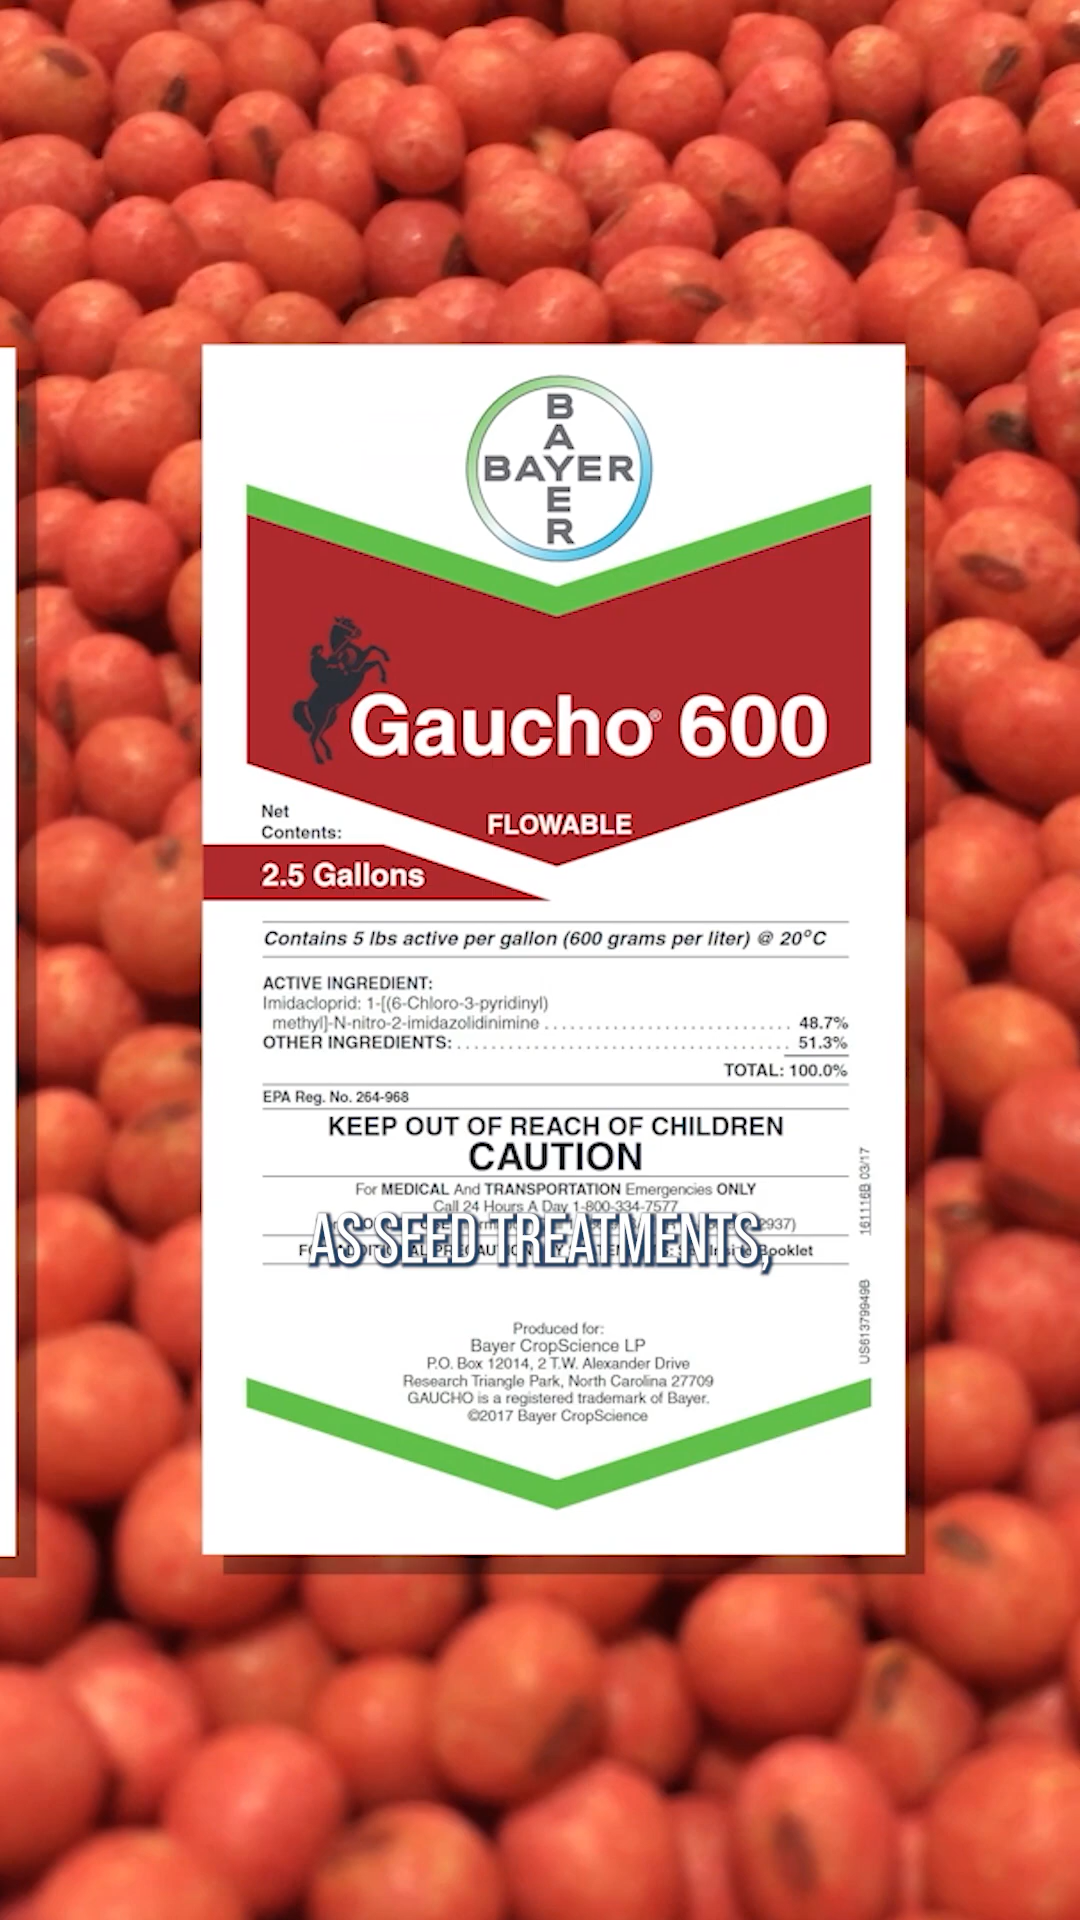 BAYER
BAYER
Gaucho® 600
FLOWABLE
Net
Contents:
2.5 Gallons
Contains 5 lbs active per gallon (600 grams per liter) @ 20°C
ACTIVE INGREDIENT:
Imidacloprid: 1-[(6-Chloro-3-pyridinyl)
methyl]-N-nitro-2-imidazolidinimine ........................ 48.7%
OTHER INGREDIENTS: ........................ 51.3%
TOTAL: 100.0%
EPA Reg. No. 264-968
KEEP OUT OF REACH OF CHILDREN
CAUTION
For MEDICAL And TRANSPORTATION Emergencies ONLY
Call 24 Hours A Day 1-800-334-7577
2937)
Booklet
AS SEED TREATMENTS,
161116B 03/17
US61379949B
Produced for:
Bayer CropScience LP
P.O. Box 12014, 2 T.W. Alexander Drive
Research Triangle Park, North Carolina 27709
GAUCHO is a registered trademark of Bayer.
©2017 Bayer CropScience